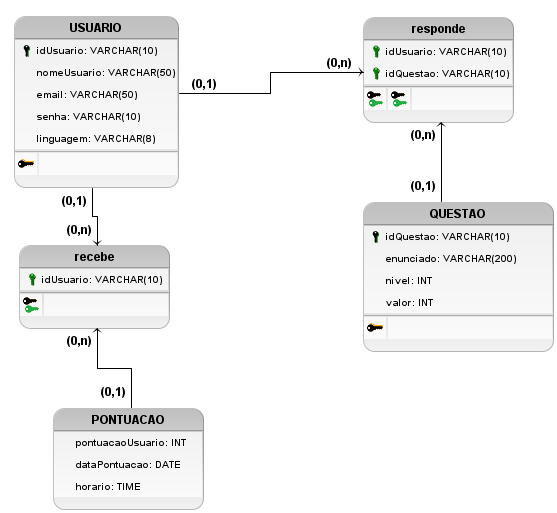 USUARIO
idUsuario: VARCHAR(10)
nomeUsuario: VARCHAR(50)
email: VARCHAR(50)
senha: VARCHAR(10)
linguagem: VARCHAR(8)
(0,1)
(0,n)
responde
idUsuario: VARCHAR(10)
idQuestao: VARCHAR(10)
(0,n)
(0,1)
QUESTAO
idQuestao: VARCHAR(10)
enunciado: VARCHAR(200)
nivel: INT
valor: INT
(0,1)
(0,n)
recebe
idUsuario: VARCHAR(10)
(0,n)
(0,1)
PONTUACAO
pontuacaoUsuario: INT
dataPontuacao: DATE
horario: TIME